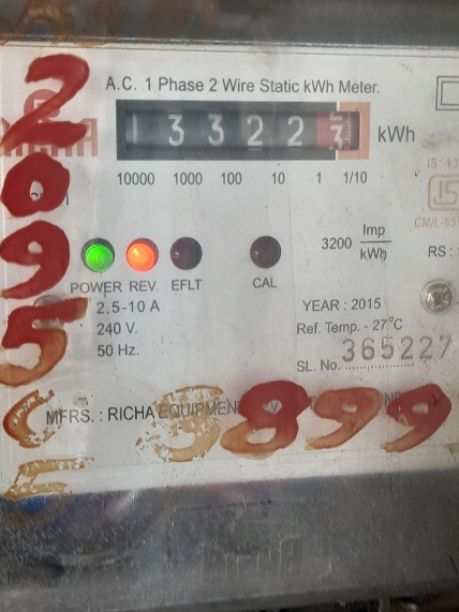 A.C. 1 Phase 2 Wire Static kWh Meter.
1 3 3 2 2 3 kWh
10000 1000 100 10 1 1/10
3200 Imp/kWh
POWER REV. EFLT CAL
RS :
2.5-10 A
YEAR : 2015
240 V.
Ref. Temp. - 27°C
50 Hz.
SL. No. 365227
MFRS. : RICHA EQUIPMEN
2
0
9
5
899